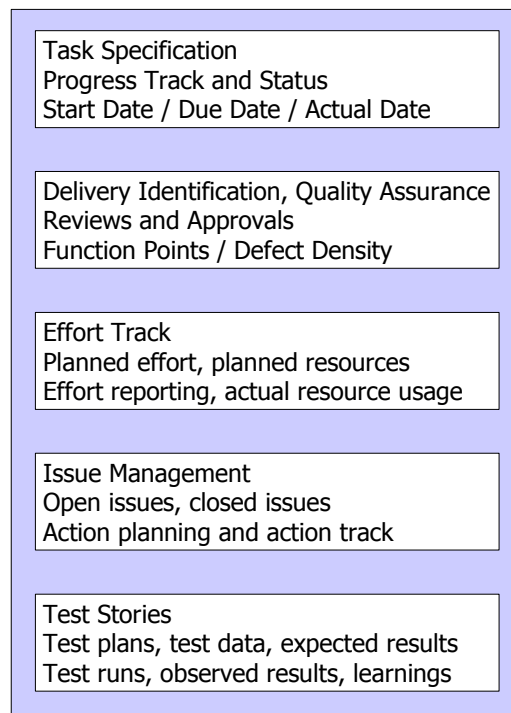 Task Specification
Progress Track and Status
Start Date / Due Date / Actual Date
Delivery Identification, Quality Assurance
Reviews and Approvals
Function Points / Defect Density
Effort Track
Planned effort, planned resources
Effort reporting, actual resource usage
Issue Management
Open issues, closed issues
Action planning and action track
Test Stories
Test plans, test data, expected results
Test runs, observed results, learnings